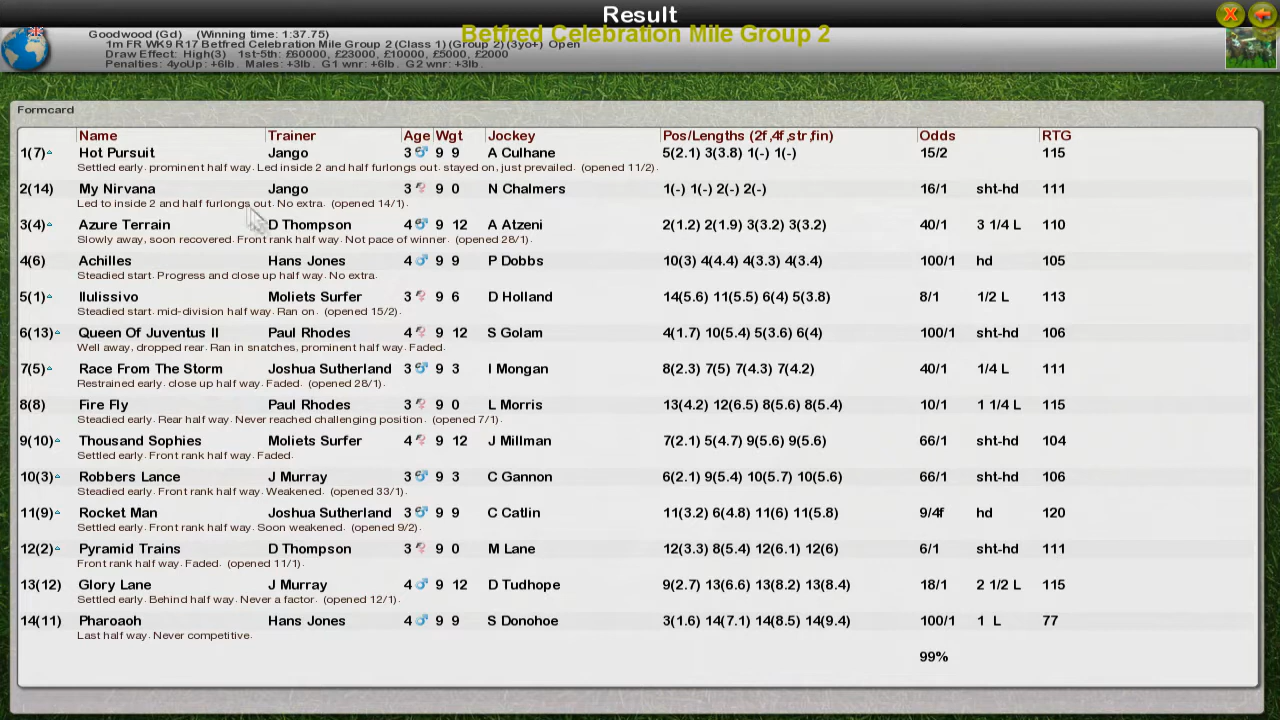 Result
Betfred Celebration Mile Group 2
Goodwood (Gd) (Winning time: 1:37.75)
1m FR WK9 R17 Betfred Celebration Mile Group 2 (Class 1) (Group 2) (3yo+) Open
Draw Effect: High(3) 1st-5th: £60000, £23000, £10000, £5000, £2000
Penalties: 4yoUp: +6lb. Males: +3lb. G1 wnr: +6lb. G2 wnr: +3lb.
Formcard
Name Trainer Age Wgt Jockey Pos/Lengths (2f,4f,str,fin) Odds RTG
1(7) Hot Pursuit Jango 3 9 9 A Culhane 5(2.1) 3(3.8) 1(-) 1(-) 15/2 115
Settled early. prominent half way. Led inside 2 and half furlongs out. stayed on, just prevailed. (opened 11/2).
2(14) My Nirvana Jango 3 9 0 N Chalmers 1(-) 1(-) 2(-) 2(-) 16/1 sht-hd 111
Led to inside 2 and half furlongs out. No extra. (opened 14/1).
3(4) Azure Terrain D Thompson 4 9 12 A Atzeni 2(1.2) 2(1.9) 3(3.2) 3(3.2) 40/1 3 1/4 L 110
Slowly away, soon recovered. Front rank half way. Not pace of winner. (opened 28/1).
4(6) Achilles Hans Jones 4 9 9 P Dobbs 10(3) 4(4.4) 4(3.3) 4(3.4) 100/1 hd 105
Steadied start. Progress and close up half way. No extra.
5(1) Ilulissivo Moliets Surfer 3 9 6 D Holland 14(5.6) 11(5.5) 6(4) 5(3.8) 8/1 1/2 L 113
Steadied start. mid-division half way. Ran on. (opened 15/2).
6(13) Queen Of Juventus II Paul Rhodes 4 9 12 S Golam 4(1.7) 10(5.4) 5(3.6) 6(4) 100/1 sht-hd 106
Well away, dropped rear. Ran in snatches, prominent half way. Faded.
7(5) Race From The Storm Joshua Sutherland 3 9 3 I Mongan 8(2.3) 7(5) 7(4.3) 7(4.2) 40/1 1/4 L 111
Restrained early. close up half way. Faded. (opened 28/1).
8(8) Fire Fly Paul Rhodes 3 9 0 L Morris 13(4.2) 12(6.5) 8(5.6) 8(5.4) 10/1 1 1/4 L 115
Steadied early. Rear half way. Never reached challenging position. (opened 7/1).
9(10) Thousand Sophies Moliets Surfer 4 9 12 J Millman 7(2.1) 5(4.7) 9(5.6) 9(5.6) 66/1 sht-hd 104
Settled early. Front rank half way. Faded.
10(3) Robbers Lance J Murray 3 9 3 C Gannon 6(2.1) 9(5.4) 10(5.7) 10(5.6) 66/1 sht-hd 106
Steadied early. Front rank half way. Weakened. (opened 33/1).
11(9) Rocket Man Joshua Sutherland 3 9 9 C Catlin 11(3.2) 6(4.8) 11(6) 11(5.8) 9/4f hd 120
Settled early. Front rank half way. Soon weakened. (opened 9/2).
12(2) Pyramid Trains D Thompson 3 9 0 M Lane 12(3.3) 8(5.4) 12(6.1) 12(6) 6/1 sht-hd 111
Front rank half way. Faded. (opened 11/1).
13(12) Glory Lane J Murray 4 9 12 D Tudhope 9(2.7) 13(6.6) 13(8.2) 13(8.4) 18/1 2 1/2 L 115
Settled early. Behind half way. Never a factor. (opened 12/1).
14(11) Pharoaoh Hans Jones 4 9 9 S Donohoe 3(1.6) 14(7.1) 14(8.5) 14(9.4) 100/1 1 L 77
Last half way. Never competitive.
99%